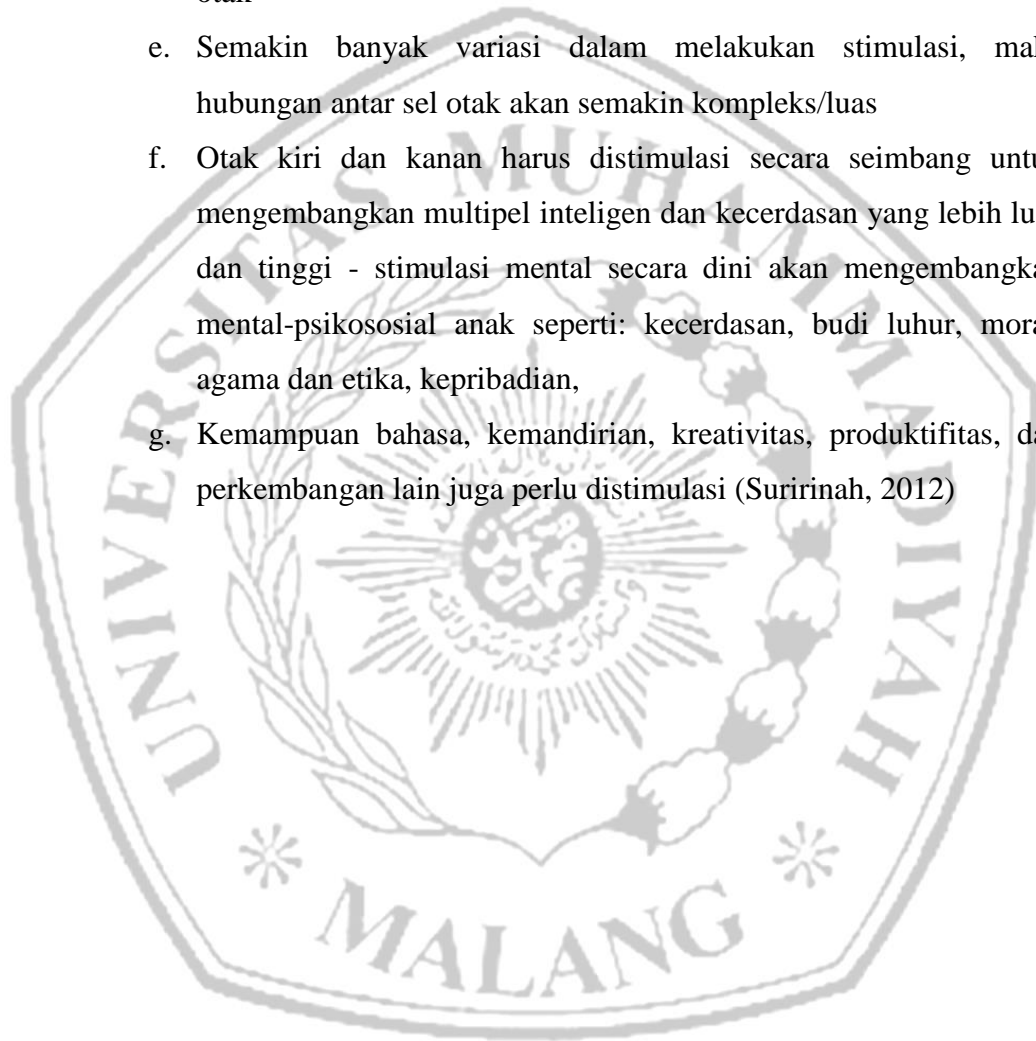 otak
e. Semakin banyak variasi dalam melakukan stimulasi, mak
hubungan antar sel otak akan semakin kompleks/luas
f. Otak kiri dan kanan harus distimulasi secara seimbang untu
mengembangkan multipel inteligen dan kecerdasan yang lebih lu
dan tinggi - stimulasi mental secara dini akan mengembangka
mental-psikososial anak seperti: kecerdasan, budi luhur, mora
agama dan etika, kepribadian,
g. Kemampuan bahasa, kemandirian, kreativitas, produktifitas, da
perkembangan lain juga perlu distimulasi (Suririnah, 2012)
UNIVERSITAS MUHAMMADIYAH
MALANG